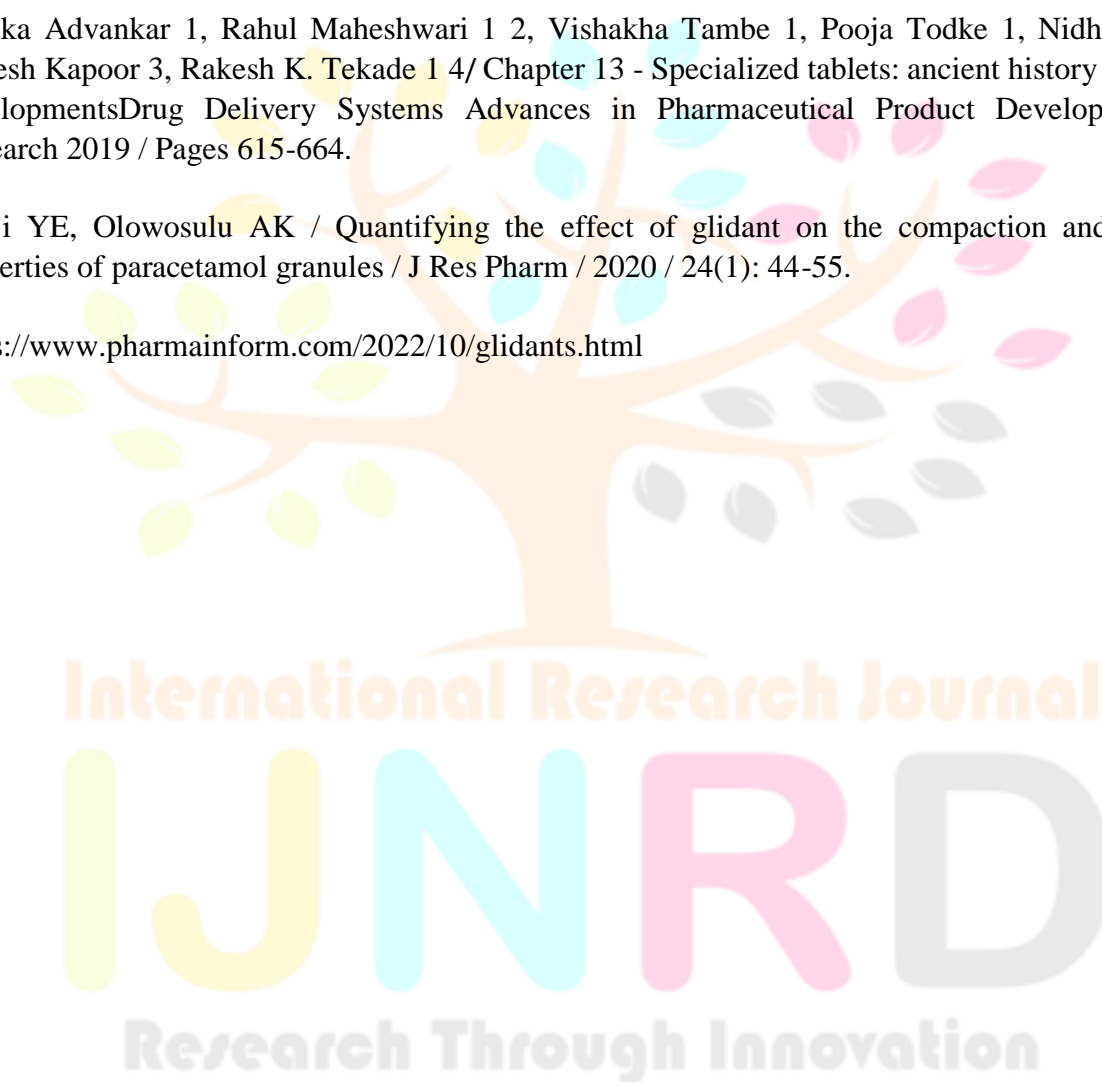 ka Advankar 1, Rahul Maheshwari 1 2, Vishakha Tambe 1, Pooja Todke 1, Nidh
esh Kapoor 3, Rakesh K. Tekade 1 4/ Chapter 13 - Specialized tablets: ancient history
lopmentsDrug Delivery Systems Advances in Pharmaceutical Product Develop
earch 2019 / Pages 615-664.
i YE, Olowosulu AK / Quantifying the effect of glidant on the compaction and
erties of paracetamol granules / J Res Pharm / 2020 / 24(1): 44-55.
s://www.pharmainform.com/2022/10/glidants.html
International Research Journal
IJNRD
Research Through Innovation